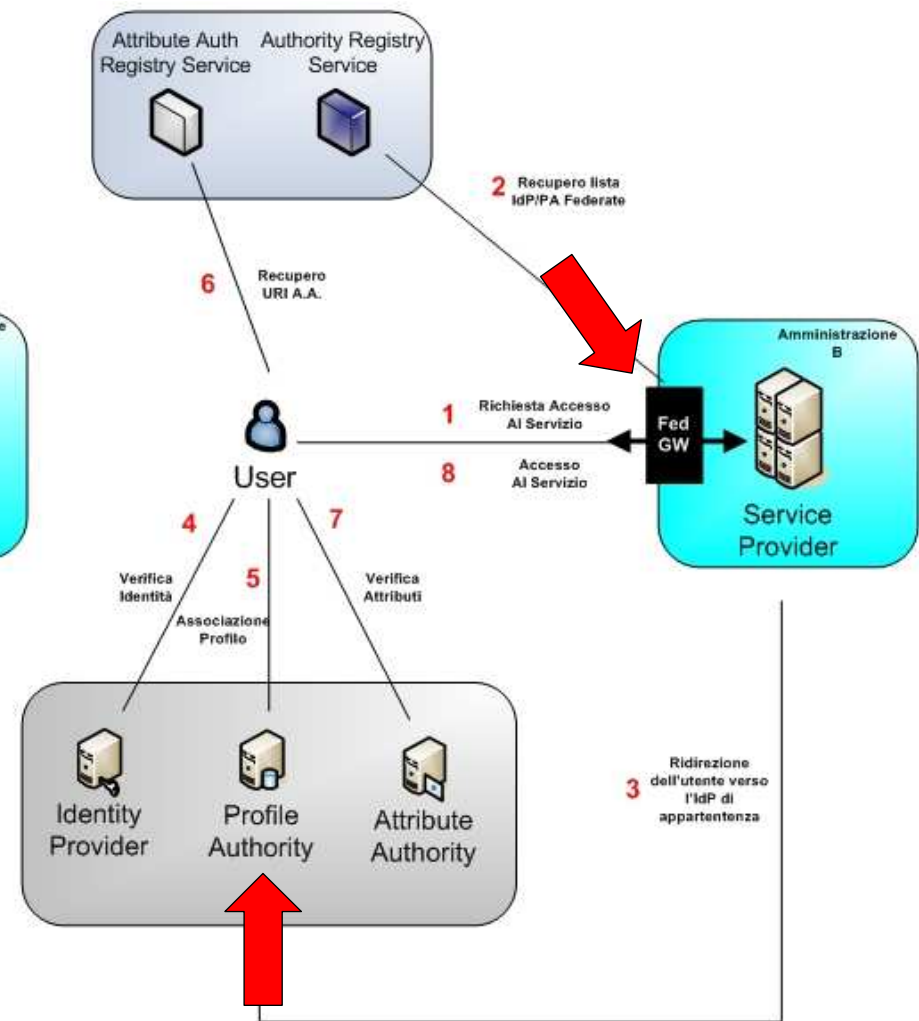 Attribute Auth
Registry Service
Authority Registry
Service
2
Recupero lista
IdP/PA Federate
6
Recupero
URI A.A.
e
Amministrazione
B
1
Richiesta Accesso
Al Servizio
Fed
GW
8
Accesso
Al Servizio
User
Service
Provider
4
5
7
Verifica
Identità
Associazione
Profilo
Verifica
Attributi
3
Ridirezione
dell'utente verso
l'IdP di
appartentenza
Identity
Provider
Profile
Authority
Attribute
Authority